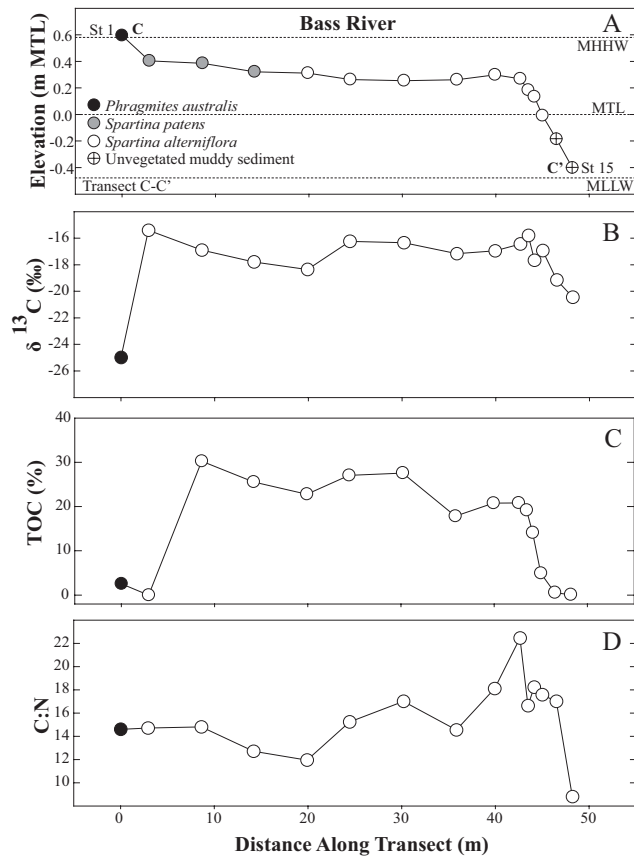 Bass River
A
St 1
C
MHHW
MTL
MLLW
Phragmites australis
Spartina patens
Spartina alterniflora
Unvegetated muddy sediment
C' St 15
Transect C-C'
Elevation (m MTL)
0.6
0.4
0.2
0.0
-0.2
-0.4
B
δ 13C (‰)
-16
-18
-20
-22
-24
-26
C
TOC (%)
40
30
20
10
0
D
C:N
22
20
18
16
14
12
10
0 10 20 30 40 50
Distance Along Transect (m)